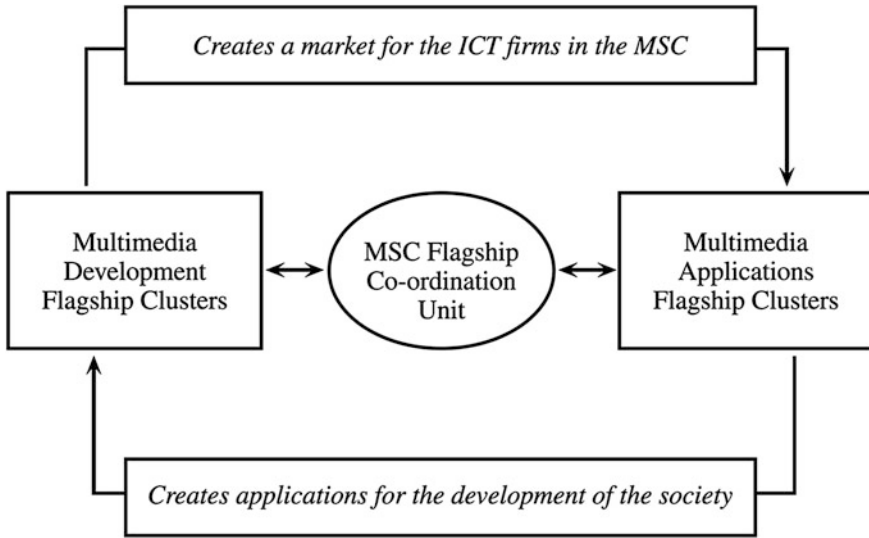 Creates a market for the ICT firms in the MSC
Multimedia
Development
Flagship Clusters
MSC Flagship
Co-ordination
Unit
Multimedia
Applications
Flagship Clusters
Creates applications for the development of the society